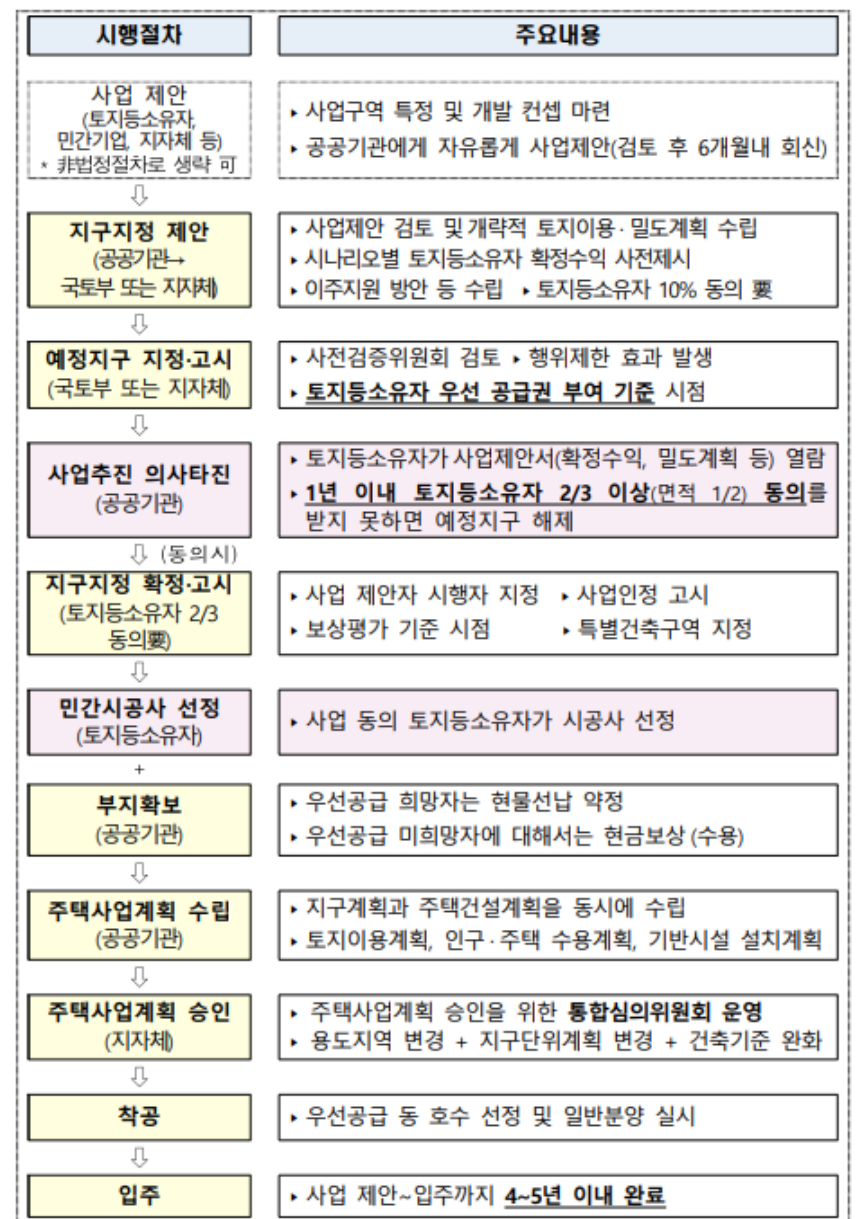 시행절차
주요내용
사업 제안
(토지등소유자,
민간기업, 지자체 등)
* 非법정절차로 생략 可
▸ 사업구역 특정 및 개발 컨셉 마련
▸ 공공기관에게 자유롭게 사업제안(검토 후 6개월내 회신)
⇩
지구지정 제안
(공공기관→
국토부 또는 지자체)
▸ 사업제안 검토 및 개략적 토지이용·밀도계획 수립
▸ 시나리오별 토지등소유자 확정수익 사전제시
▸ 이주지원 방안 등 수립 ▸ 토지등소유자 10% 동의 要
⇩
예정지구 지정·고시
(국토부 또는 지자체)
▸ 사전검증위원회 검토 ▸ 행위제한 효과 발생
▸ 토지등소유자 우선 공급권 부여 기준 시점
⇩
사업추진 의사타진
(공공기관)
▸ 토지등소유자가 사업제안서(확정수익, 밀도계획 등) 열람
▸ 1년 이내 토지등소유자 2/3 이상(면적 1/2) 동의를
받지 못하면 예정지구 해제
⇩ (동의시)
지구지정 확정·고시
(토지등소유자 2/3
동의要)
▸ 사업 제안자 시행자 지정 ▸ 사업인정 고시
▸ 보상평가 기준 시점 ▸ 특별건축구역 지정
⇩
민간시공사 선정
(토지등소유자)
▸ 사업 동의 토지등소유자가 시공사 선정
+
부지확보
(공공기관)
▸ 우선공급 희망자는 현물선납 약정
▸ 우선공급 미희망자에 대해서는 현금보상 (수용)
⇩
주택사업계획 수립
(공공기관)
▸ 지구계획과 주택건설계획을 동시에 수립
▸ 토지이용계획, 인구·주택 수용계획, 기반시설 설치계획
⇩
주택사업계획 승인
(지자체)
▸ 주택사업계획 승인을 위한 통합심의위원회 운영
▸ 용도지역 변경 + 지구단위계획 변경 + 건축기준 완화
⇩
착공
▸ 우선공급 동 호수 선정 및 일반분양 실시
⇩
입주
▸ 사업 제안~입주까지 4~5년 이내 완료